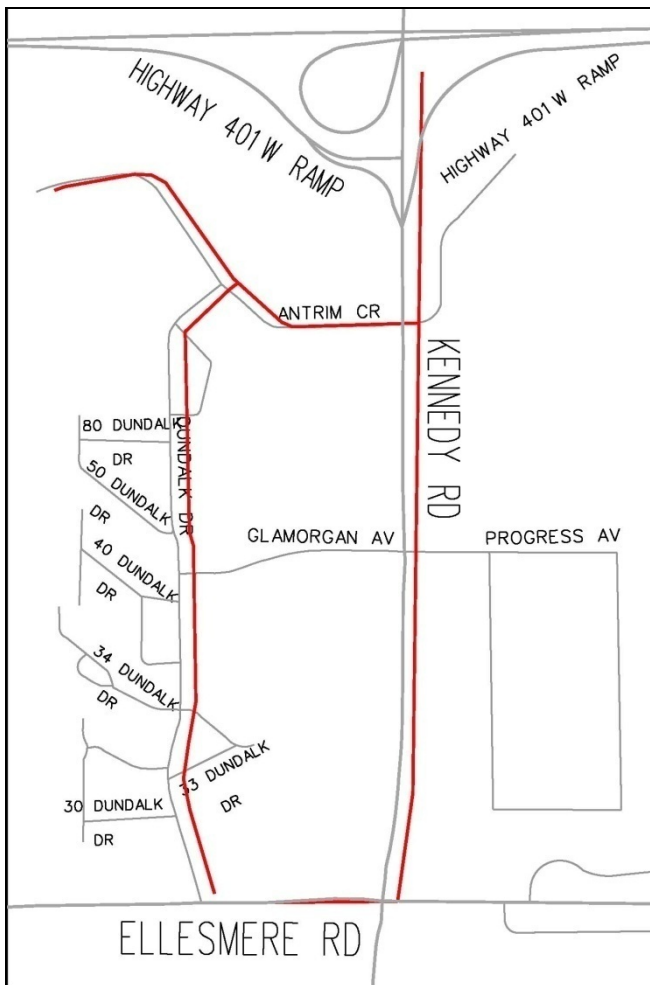 HIGHWAY 401 W RAMP
HIGHWAY 401 W RAMP
ANTRIM CR
KENNEDY RD
80 DUNDALK
DR
DUNDALK DR
50 DUNDALK
DR
GLAMORGAN AV
PROGRESS AV
40 DUNDALK
DR
34 DUNDALK
DR
33 DUNDALK
DR
30 DUNDALK
DR
ELLESMERE RD